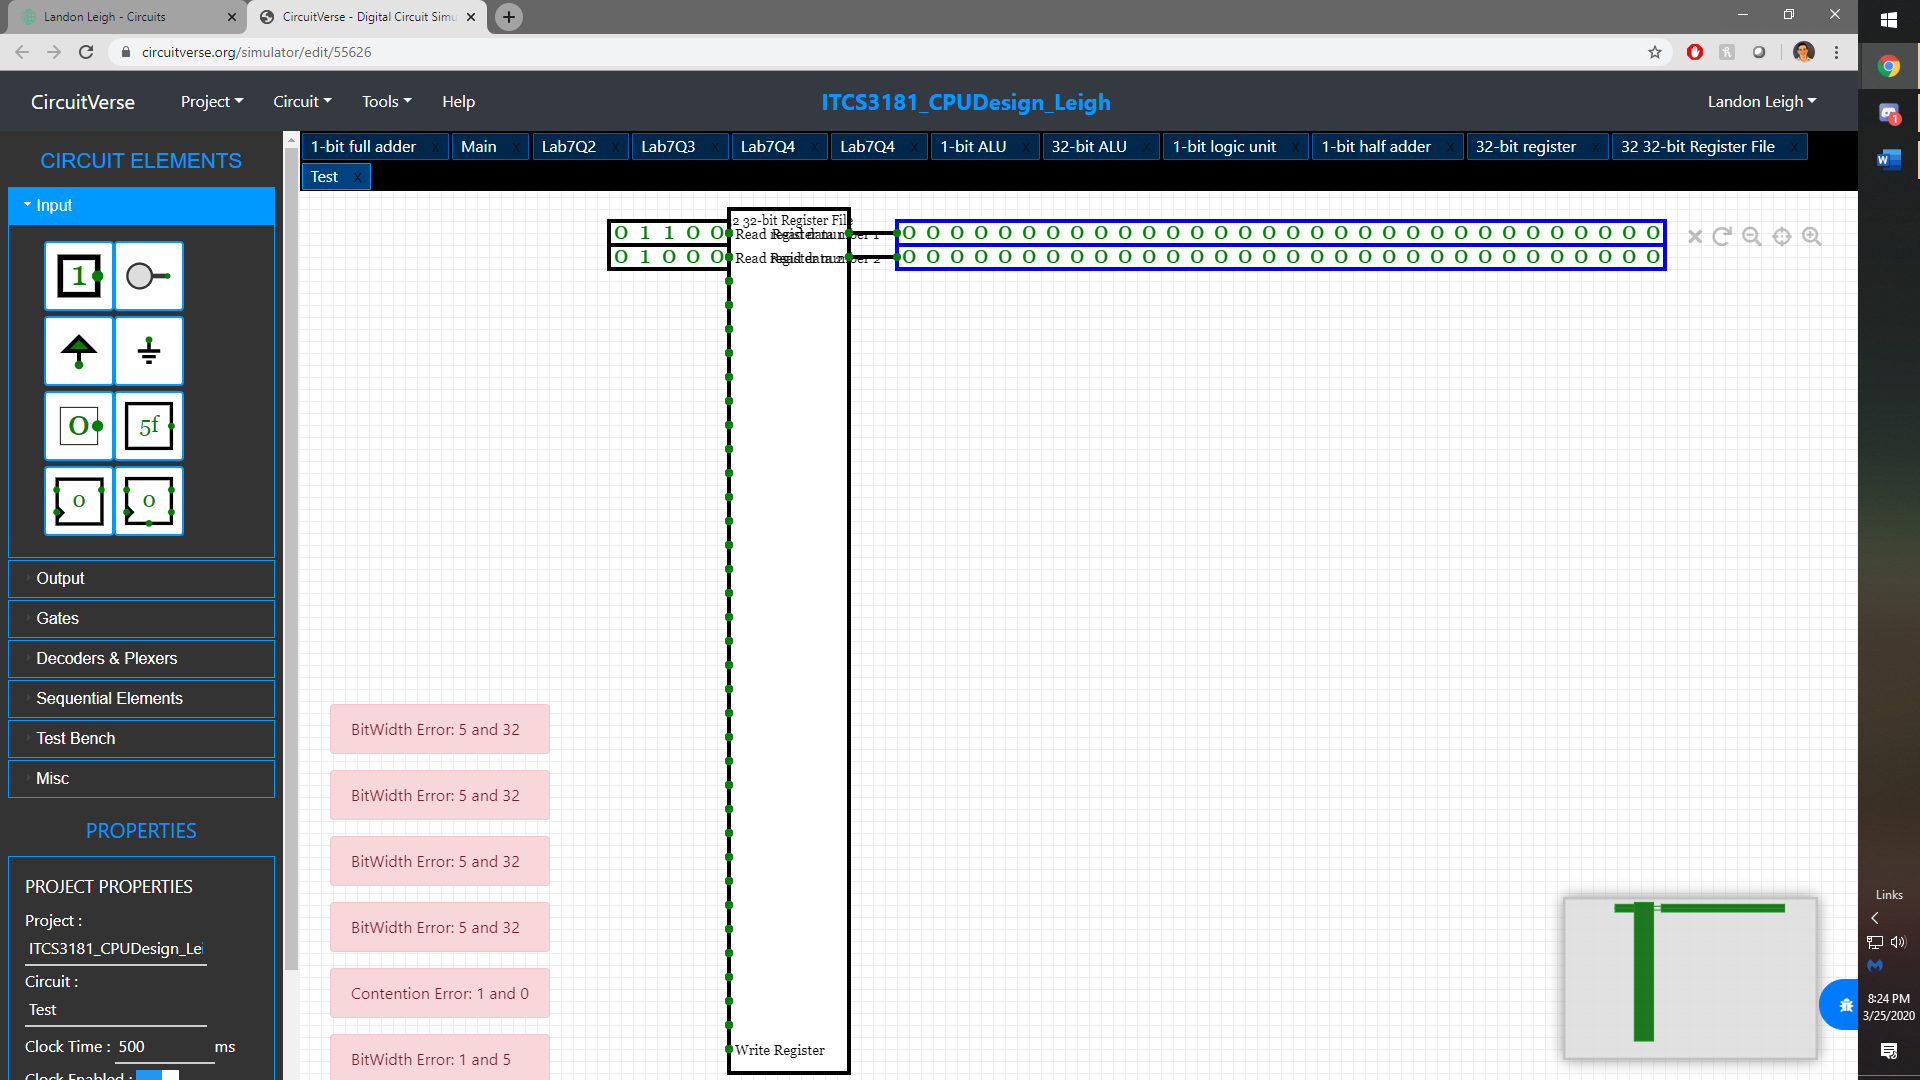 Landon Leigh - Circuits
CircuitVerse - Digital Circuit Simu
circuitverse.org/simulator/edit/55626
CircuitVerse
Project
Circuit
Tools
Help
ITCS3181_CPUDesign_Leigh
Landon Leigh
CIRCUIT ELEMENTS
1-bit full adder x
Main x
Lab7Q2 x
Lab7Q3 x
Lab7Q4 x
Lab7Q4 x
1-bit ALU x
32-bit ALU x
1-bit logic unit x
1-bit half adder x
32-bit register x
32 32-bit Register File x
Test x
Input
1
0
5f
0
0
Output
Gates
Decoders & Plexers
Sequential Elements
Test Bench
Misc
PROPERTIES
PROJECT PROPERTIES
Project :
ITCS3181_CPUDesign_Lei
Circuit :
Test
Clock Time : 500 ms
Clock Enabled :
2 32-bit Register File
0 1 1 0 0
0 0 0 0 0 0 0 0 0 0 0 0 0 0 0 0 0 0 0 0 0 0 0 0 0 0 0 0 0 0 0 0
0 1 0 0 0
0 0 0 0 0 0 0 0 0 0 0 0 0 0 0 0 0 0 0 0 0 0 0 0 0 0 0 0 0 0 0 0
Write Register
BitWidth Error: 5 and 32
BitWidth Error: 5 and 32
BitWidth Error: 5 and 32
BitWidth Error: 5 and 32
Contention Error: 1 and 0
BitWidth Error: 1 and 5
1
W
Links
8:24 PM
3/25/2020